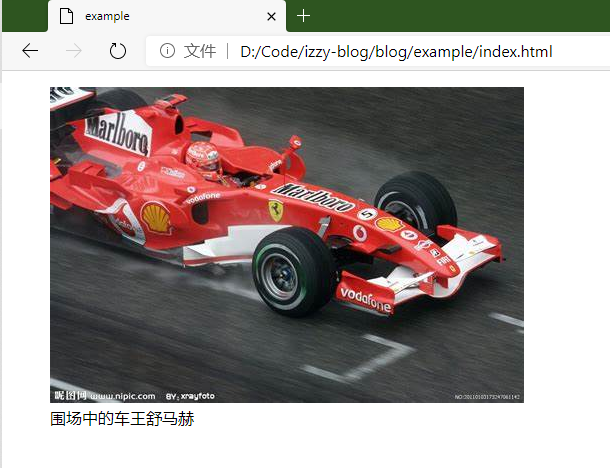 example
文件
D:/Code/izzy-blog/blog/example/index.html
Marlboro
Marlboro
vodafone
5
vodafone
昵图网 www.nipic.com BY: xrayfoto
围场中的车王舒马赫